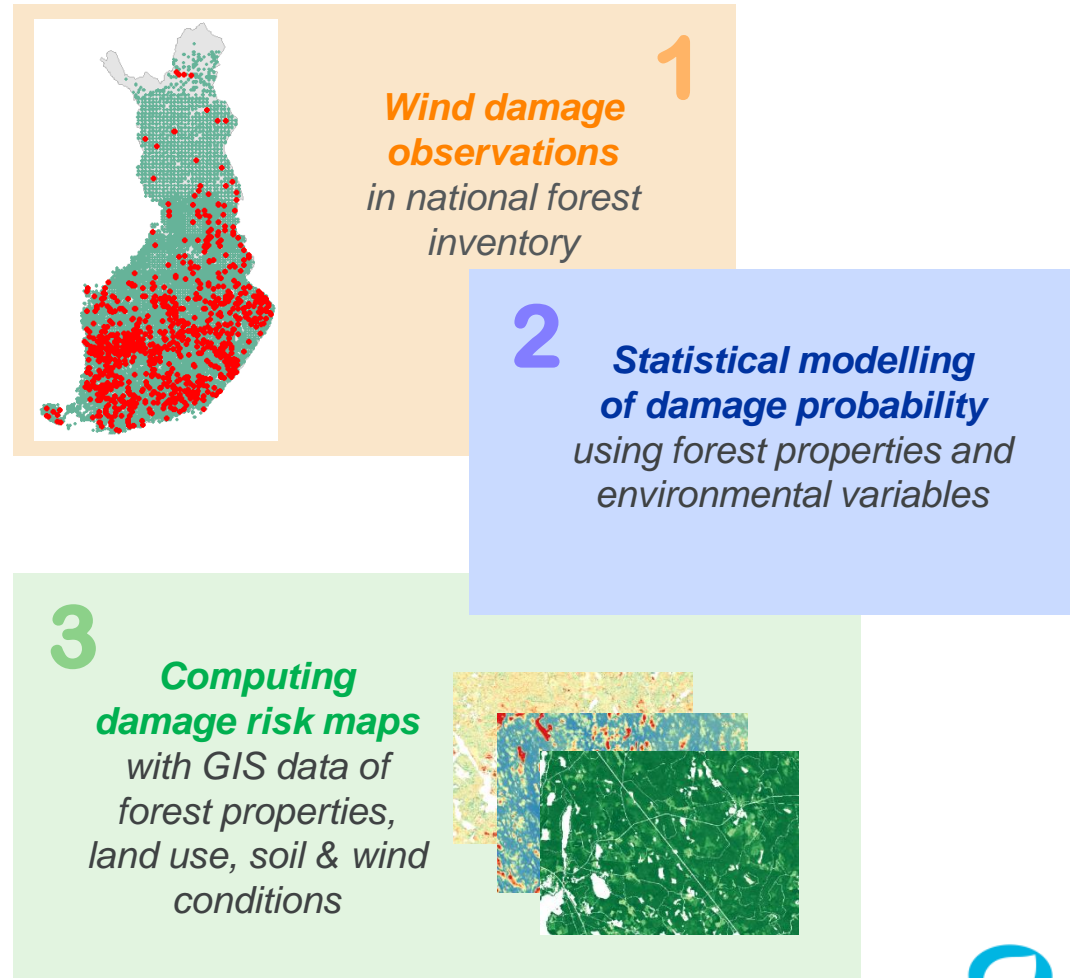 1
Wind damage
observations
in national forest
inventory
2
Statistical modelling
of damage probability
using forest properties and
environmental variables
3
Computing
damage risk maps
with GIS data of
forest properties,
land use, soil & wind
conditions